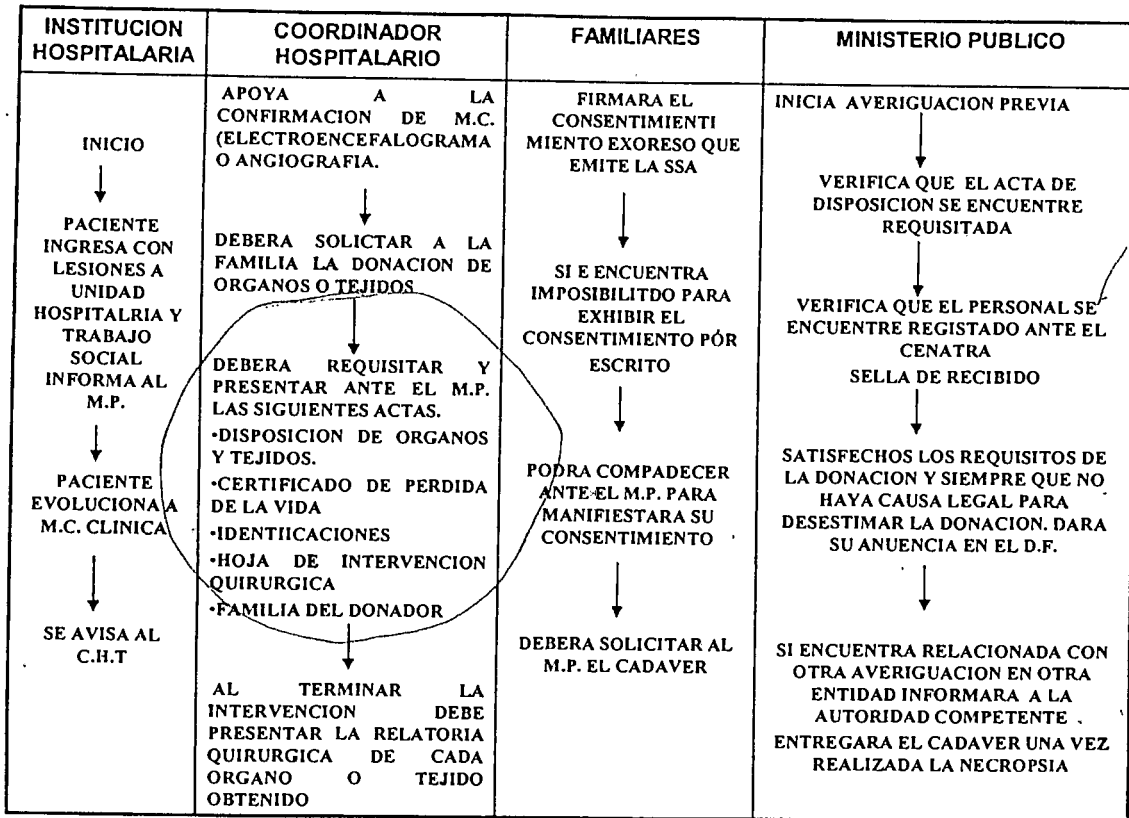 INSTITUCION
HOSPITALARIA
COORDINADOR
HOSPITALARIO
FAMILIARES
MINISTERIO PUBLICO
INICIO
PACIENTE
INGRESA CON
LESIONES A
UNIDAD
HOSPITALRIA Y
TRABAJO
SOCIAL
INFORMA AL
M.P.
PACIENTE
EVOLUCIONA A
M.C. CLINICA
SE AVISA AL
C.H.T
APOYA A LA
CONFIRMACION DE M.C.
(ELECTROENCEFALOGRAMA
O ANGIOGRAFIA.
DEBERA SOLICTAR A LA
FAMILIA LA DONACION DE
ORGANOS O TEJIDOS
DEBERA REQUISITAR Y
PRESENTAR ANTE EL M.P.
LAS SIGUIENTES ACTAS.
•DISPOSICION DE ORGANOS
Y TEJIDOS.
•CERTIFICADO DE PERDIDA
DE LA VIDA
•IDENTIICACIONES
•HOJA DE INTERVENCION
QUIRURGICA
•FAMILIA DEL DONADOR
AL TERMINAR LA
INTERVENCION DEBE
PRESENTAR LA RELATORIA
QUIRURGICA DE CADA
ORGANO O TEJIDO
OBTENIDO
FIRMARA EL
CONSENTIMIENTI
MIENTO EXORESO QUE
EMITE LA SSA
SI E ENCUENTRA
IMPOSIBILITDO PARA
EXHIBIR EL
CONSENTIMIENTO PÓR
ESCRITO
PODRA COMPADECER
ANTE EL M.P. PARA
MANIFIESTARA SU
CONSENTIMIENTO
DEBERA SOLICITAR AL
M.P. EL CADAVER
INICIA AVERIGUACION PREVIA
VERIFICA QUE EL ACTA DE
DISPOSICION SE ENCUENTRE
REQUISITADA
VERIFICA QUE EL PERSONAL SE
ENCUENTRE REGISTADO ANTE EL
CENATRA
SELLA DE RECIBIDO
SATISFECHOS LOS REQUISITOS DE
LA DONACION Y SIEMPRE QUE NO
HAYA CAUSA LEGAL PARA
DESESTIMAR LA DONACION. DARA
SU ANUENCIA EN EL D.F.
SI ENCUENTRA RELACIONADA CON
OTRA AVERIGUACION EN OTRA
ENTIDAD INFORMARA A LA
AUTORIDAD COMPETENTE .
ENTREGARA EL CADAVER UNA VEZ
REALIZADA LA NECROPSIA